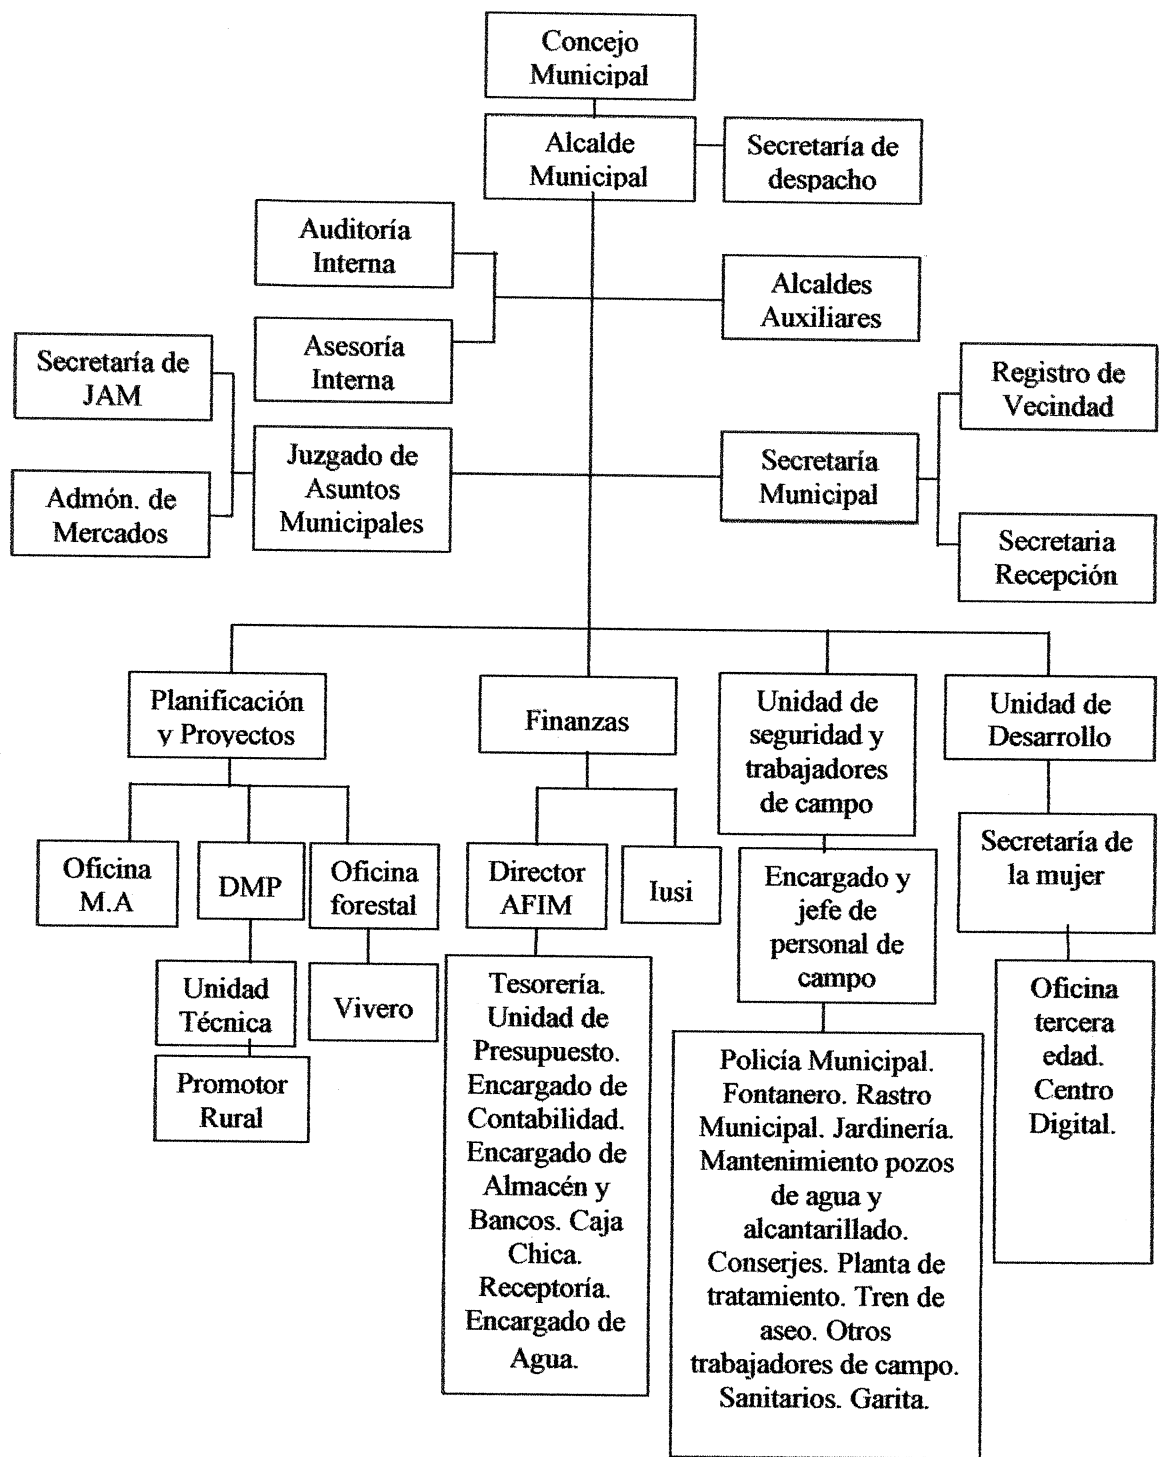 Concejo
Municipal
Alcalde
Municipal
Secretaría de
despacho
Auditoría
Interna
Alcaldes
Auxiliares
Asesoría
Interna
Secretaría de
JAM
Registro de
Vecindad
Juzgado de
Asuntos
Municipales
Secretaría
Municipal
Admón. de
Mercados
Secretaria
Recepción
Planificación
y Proyectos
Finanzas
Unidad de
seguridad y
trabajadores
de campo
Unidad de
Desarrollo
Oficina
M.A
DMP
Oficina
forestal
Director
AFIM
Iusi
Encargado y
jefe de
personal de
campo
Secretaría de
la mujer
Unidad
Técnica
Vivero
Promotor
Rural
Tesorería.
Unidad de
Presupuesto.
Encargado de
Contabilidad.
Encargado de
Almacén y
Bancos. Caja
Chica.
Receptoría.
Encargado de
Agua.
Policía Municipal.
Fontanero. Rastro
Municipal. Jardinería.
Mantenimiento pozos
de agua y
alcantarillado.
Conserjes. Planta de
tratamiento. Tren de
aseo. Otros
trabajadores de campo.
Sanitarios. Garita.
Oficina
tercera
edad.
Centro
Digital.